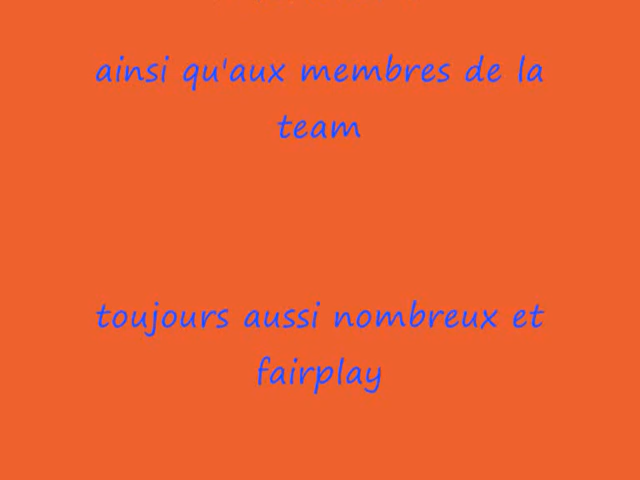 ainsi qu'aux membres de la
team
toujours aussi nombreux et
fairplay